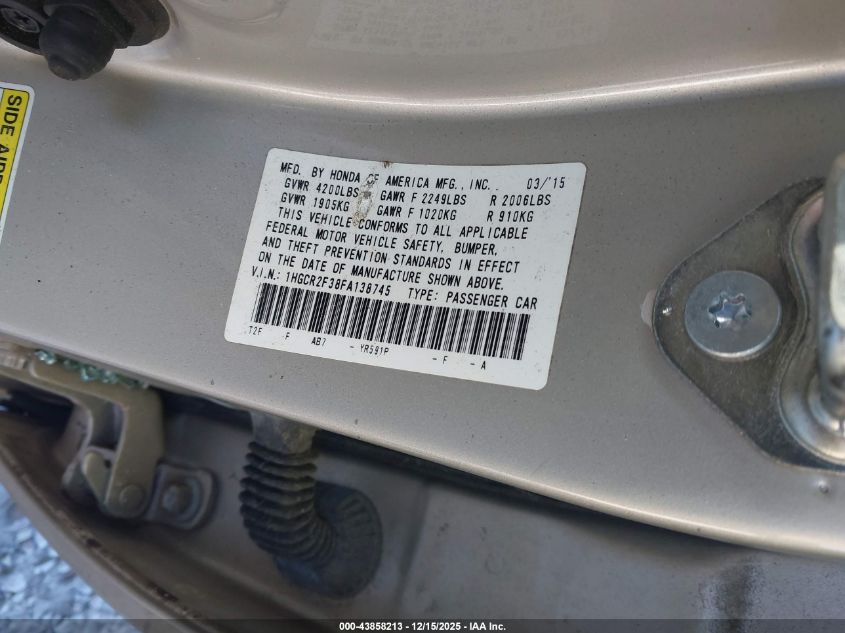 SIDE AIRB
MFD. BY HONDA OF AMERICA MFG., INC. 03/'15
GVWR 4200LBS GAWR F 2249LBS R 2006LBS
GVWR 1905KG GAWR F 1020KG R 910KG
THIS VEHICLE CONFORMS TO ALL APPLICABLE
FEDERAL MOTOR VEHICLE SAFETY, BUMPER,
AND THEFT PREVENTION STANDARDS IN EFFECT
ON THE DATE OF MANUFACTURE SHOWN ABOVE.
V.I.N.: 1HGCR2F38FA138745 TYPE: PASSENGER CAR
T2F F AB7 - YR591P - F - A
000-43858213 - 12/15/2025 - IAA Inc.